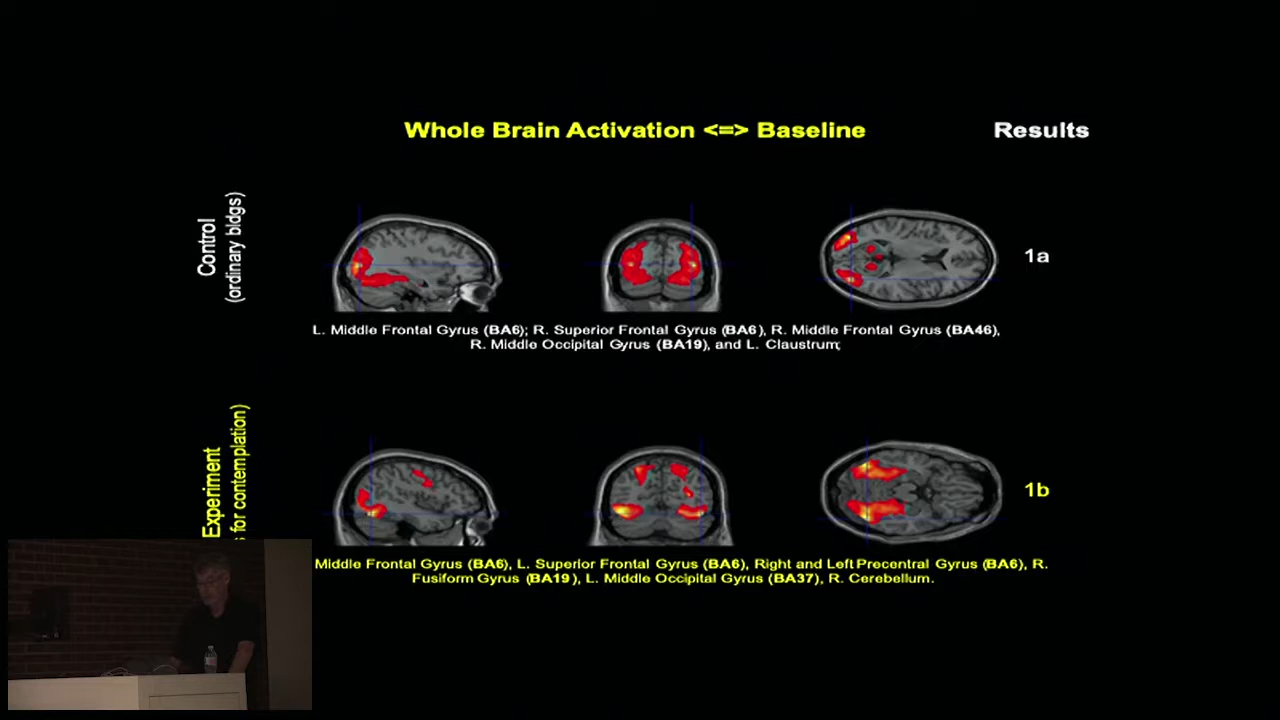 Whole Brain Activation <=> Baseline
Results
Control
(ordinary bldgs)
1a
L. Middle Frontal Gyrus (BA6); R. Superior Frontal Gyrus (BA6), R. Middle Frontal Gyrus (BA46),
R. Middle Occipital Gyrus (BA19), and L. Claustrum;
Experiment
for contemplation)
1b
Middle Frontal Gyrus (BA6), L. Superior Frontal Gyrus (BA6), Right and Left Precentral Gyrus (BA6), R.
Fusiform Gyrus (BA19), L. Middle Occipital Gyrus (BA37), R. Cerebellum.